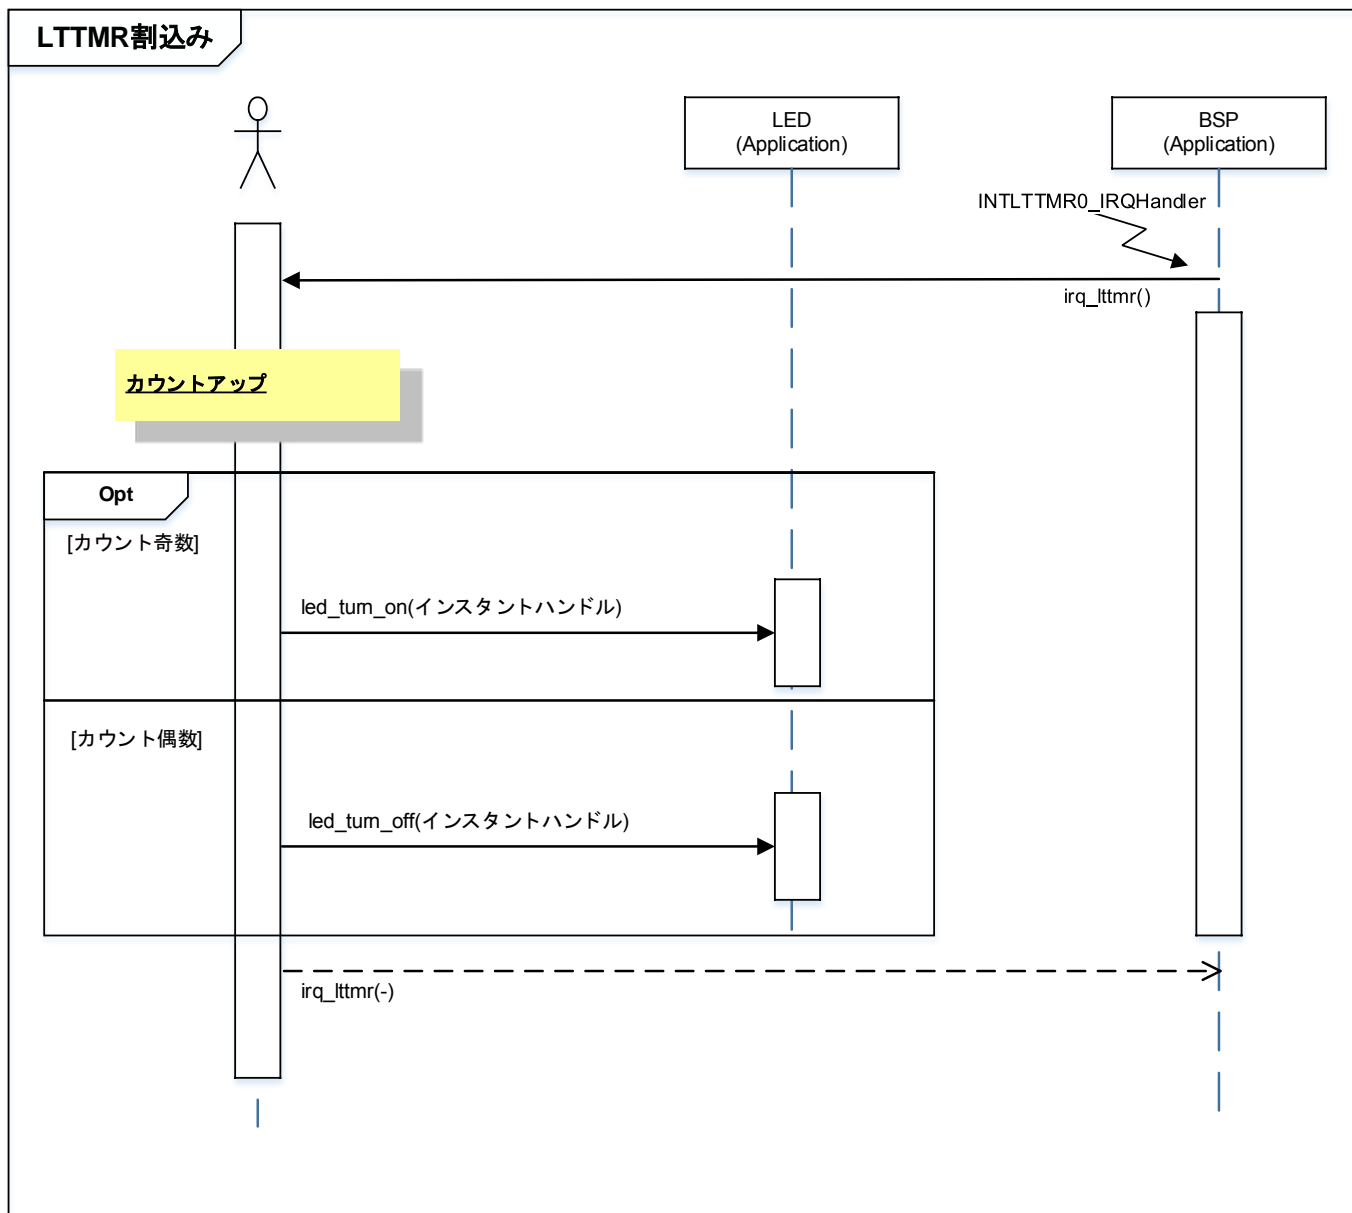 LTTMR割込み
LED
(Application)
BSP
(Application)
INTLTTMR0_IRQHandler
irq_lttmr()
カウントアップ
Opt
[カウント奇数]
led_turn_on(インスタントハンドル)
[カウント偶数]
led_turn_off(インスタントハンドル)
irq_lttmr(-)